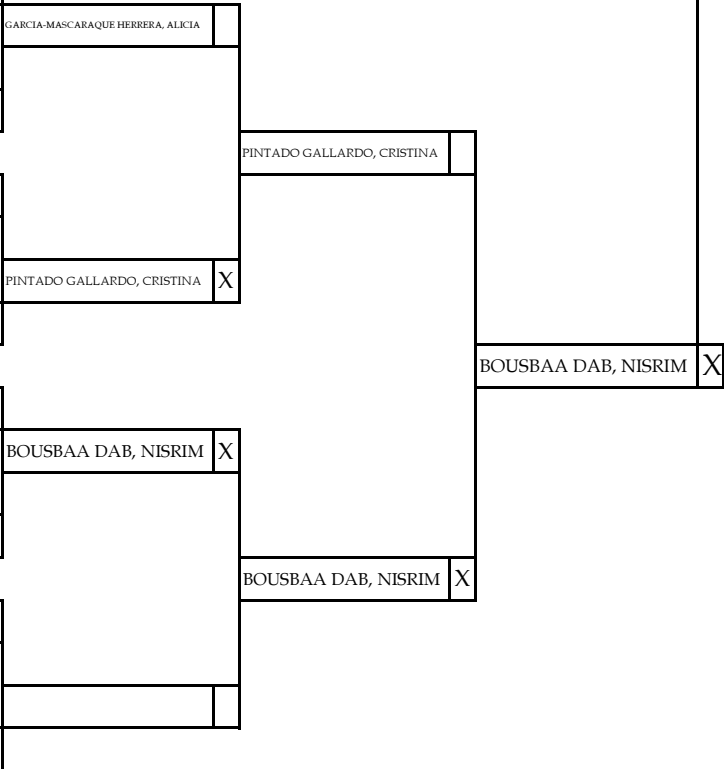 GARCIA-MASCARAQUE HERRERA, ALICIA
PINTADO GALLARDO, CRISTINA
PINTADO GALLARDO, CRISTINA X
BOUSBAA DAB, NISRIM X
BOUSBAA DAB, NISRIM X
BOUSBAA DAB, NISRIM X